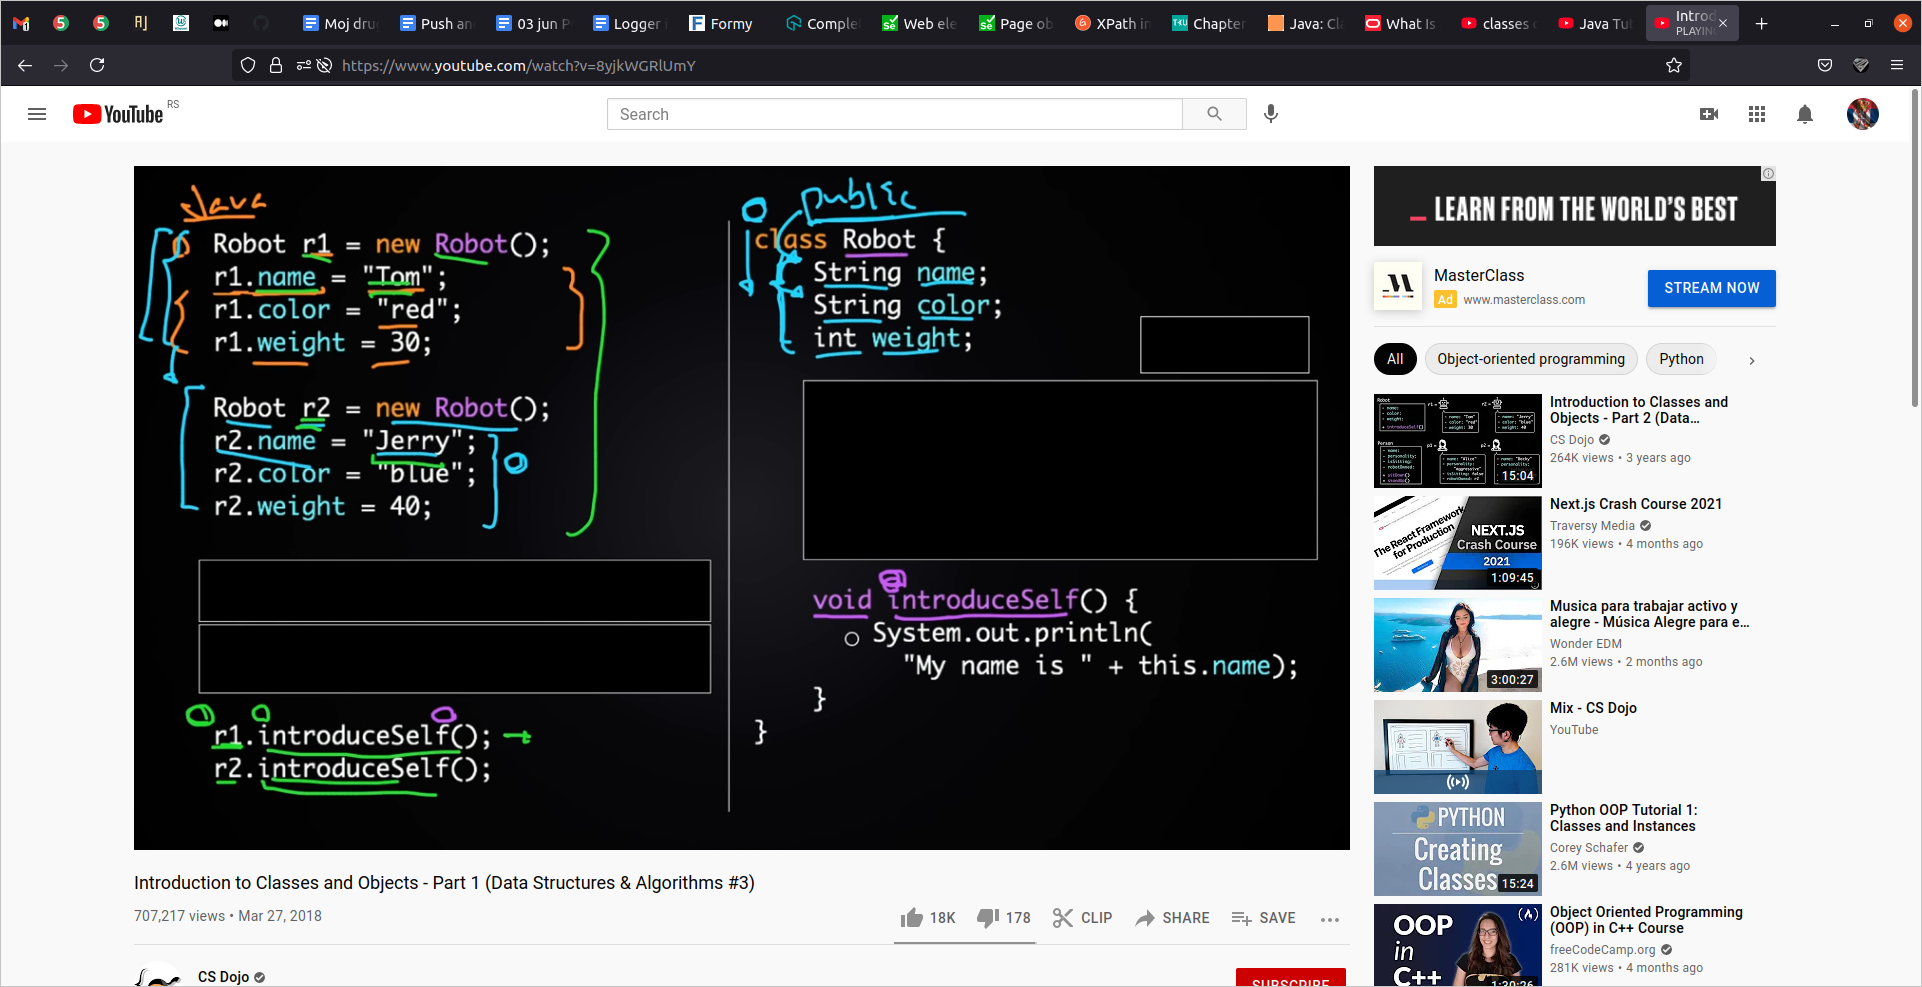 Moj dru
Push an
03 jun P
Logger i
Formy
Comple
Web ele
Page ob
XPath in
Chapter
Java: Cl
What Is
classes o
Java Tut
Introd
PLAYIN
https://www.youtube.com/watch?v=8yjkWGRlUmY
YouTube RS
Search
Java
Robot r1 = new Robot();
r1.name = "Tom";
r1.color = "red";
r1.weight = 30;
Robot r2 = new Robot();
r2.name = "Jerry";
r2.color = "blue";
r2.weight = 40;
r1.introduceSelf();
r2.introduceSelf();
public
class Robot {
String name;
String color;
int weight;
void introduceSelf() {
System.out.println(
"My name is " + this.name);
}
}
Introduction to Classes and Objects - Part 1 (Data Structures & Algorithms #3)
707,217 views • Mar 27, 2018
18K
178
CLIP
SHARE
SAVE
CS Dojo
SUBSCRIBE
LEARN FROM THE WORLD'S BEST
MasterClass
Ad www.masterclass.com
STREAM NOW
All
Object-oriented programming
Python
15:04
Introduction to Classes and
Objects - Part 2 (Data...
CS Dojo
264K views • 3 years ago
The React Framework
for Production
NEXT.JS
Crash Course
2021
1:09:45
Next.js Crash Course 2021
Traversy Media
196K views • 4 months ago
3:00:27
Musica para trabajar activo y
alegre - Música Alegre para e...
Wonder EDM
2.6M views • 2 months ago
Mix - CS Dojo
YouTube
PYTHON
Creating
Classes
15:24
Python OOP Tutorial 1:
Classes and Instances
Corey Schafer
2.6M views • 4 years ago
OOP
in
C++
1:30:26
Object Oriented Programming
(OOP) in C++ Course
freeCodeCamp.org
281K views • 4 months ago